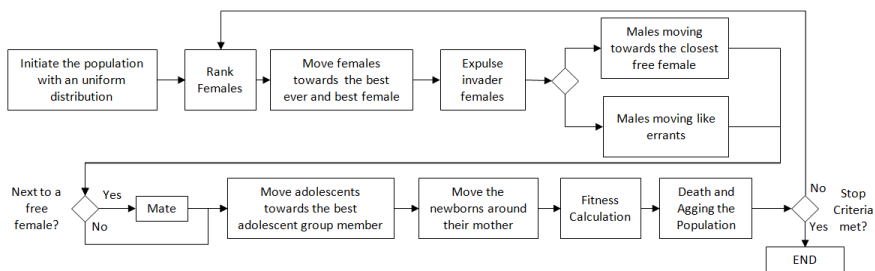 Initiate the population
with an uniform
distribution
Rank
Females
Move females
towards the best
ever and best female
Expulse
invader
females
Males moving
towards the closest
free female
Males moving like
errants
Next to a
free
female?
Yes
No
Mate
Move adolescents
towards the best
adolescent group member
Move the
newborns around
their mother
Fitness
Calculation
Death and
Agging the
Population
No
Yes
Stop
Criteria
met?
END